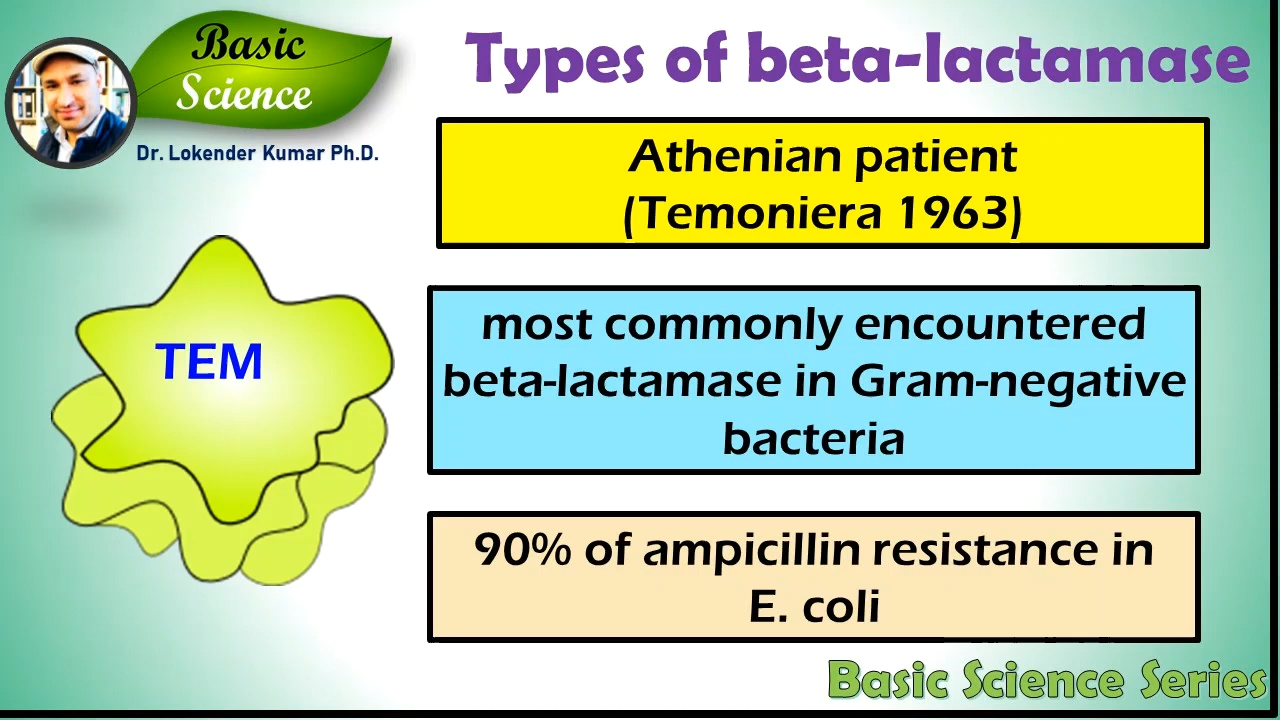 Basic
Science
Dr. Lokender Kumar Ph.D.
Types of beta-lactamase
Athenian patient
(Temoniera 1963)
TEM
most commonly encountered
beta-lactamase in Gram-negative
bacteria
90% of ampicillin resistance in
E. coli
Basic Science Series